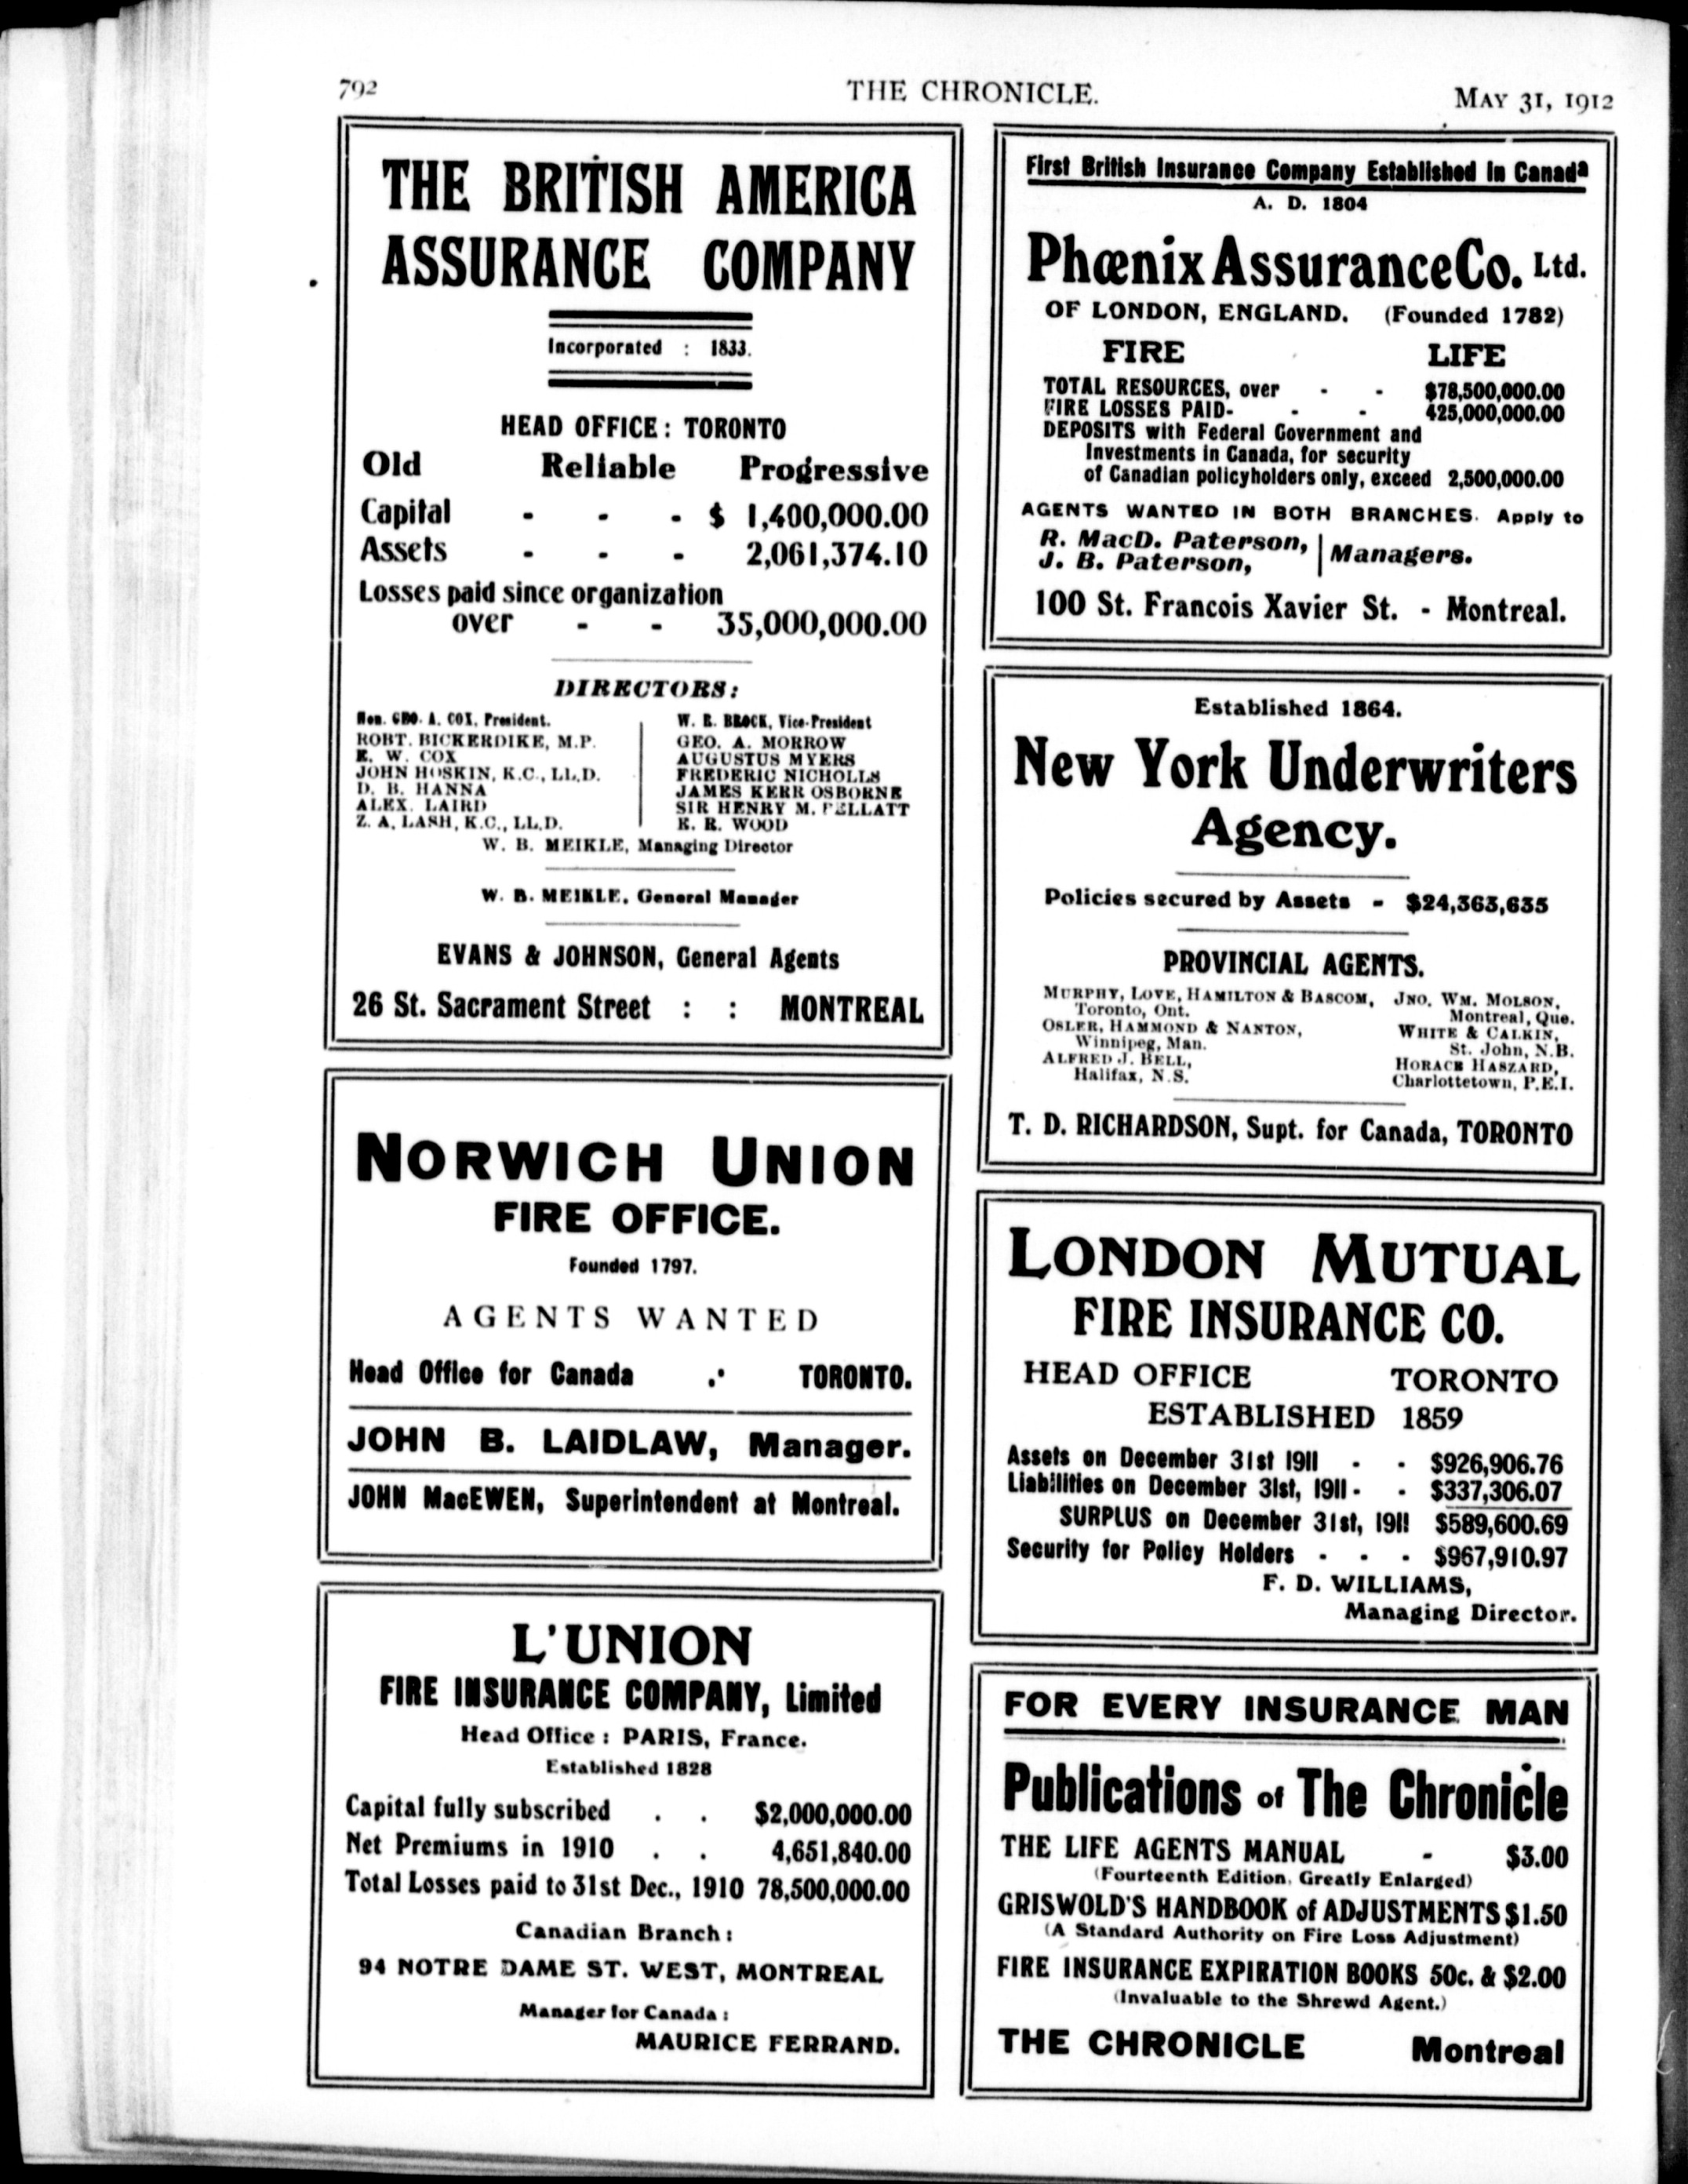 792
THE CHRONICLE.
MAY 31, 1912
THE BRITISH AMERICA
ASSURANCE COMPANY
Incorporated : 1833.
HEAD OFFICE: TORONTO
Old Reliable Progressive
Capital - - - $ 1,400,000.00
Assets - - - 2,061,374.10
Losses paid since organization
over - - 35,000,000.00
DIRECTORS:
Hon. GEO. A. COX, President.
ROBT. BICKERDIKE, M.P.
E. W. COX
JOHN HOSKIN, K.C., LL.D.
D. B. HANNA
ALEX. LAIRD
Z. A. LASH, K.C., LL.D.
W. R. BROCK, Vice-President
GEO. A. MORROW
AUGUSTUS MYERS
FREDERIC NICHOLLS
JAMES KERR OSBORNE
SIR HENRY M. PELLATT
E. R. WOOD
W. B. MEIKLE, Managing Director
W. B. MEIKLE, General Manager
EVANS & JOHNSON, General Agents
26 St. Sacrament Street : : MONTREAL
NORWICH UNION
FIRE OFFICE.
Founded 1797.
AGENTS WANTED
Head Office for Canada .· TORONTO.
JOHN B. LAIDLAW, Manager.
JOHN MacEWEN, Superintendent at Montreal.
L'UNION
FIRE INSURANCE COMPANY, Limited
Head Office : PARIS, France.
Established 1828
Capital fully subscribed . . $2,000,000.00
Net Premiums in 1910 . . 4,651,840.00
Total Losses paid to 31st Dec., 1910 78,500,000.00
Canadian Branch :
94 NOTRE DAME ST. WEST, MONTREAL
Manager for Canada :
MAURICE FERRAND.
First British Insurance Company Established in Canada
A. D. 1804
Phœnix Assurance Co. Ltd.
OF LONDON, ENGLAND. (Founded 1782)
FIRE LIFE
TOTAL RESOURCES, over - - $78,500,000.00
FIRE LOSSES PAID- - - 425,000,000.00
DEPOSITS with Federal Government and
Investments in Canada, for security
of Canadian policyholders only, exceed 2,500,000.00
AGENTS WANTED IN BOTH BRANCHES. Apply to
R. MacD. Paterson,
J. B. Paterson,
Managers.
100 St. Francois Xavier St. - Montreal.
Established 1864.
New York Underwriters
Agency.
Policies secured by Assets - $24,363,635
PROVINCIAL AGENTS.
MURPHY, LOVE, HAMILTON & BASCOM,
Toronto, Ont.
OSLER, HAMMOND & NANTON,
Winnipeg, Man.
ALFRED J. BELL,
Halifax, N.S.
JNO. WM. MOLSON,
Montreal, Que.
WHITE & CALKIN,
St. John, N.B.
HORACE HASZARD,
Charlottetown, P.E.I.
T. D. RICHARDSON, Supt. for Canada, TORONTO
LONDON MUTUAL
FIRE INSURANCE CO.
HEAD OFFICE TORONTO
ESTABLISHED 1859
Assets on December 31st 1911 - - $926,906.76
Liabilities on December 31st, 1911 - - $337,306.07
SURPLUS on December 31st, 1911 $589,600.69
Security for Policy Holders - - - $967,910.97
F. D. WILLIAMS,
Managing Director.
FOR EVERY INSURANCE MAN
Publications of The Chronicle
THE LIFE AGENTS MANUAL - $3.00
(Fourteenth Edition, Greatly Enlarged)
GRISWOLD'S HANDBOOK of ADJUSTMENTS $1.50
(A Standard Authority on Fire Loss Adjustment)
FIRE INSURANCE EXPIRATION BOOKS 50c. & $2.00
(Invaluable to the Shrewd Agent.)
THE CHRONICLE Montreal